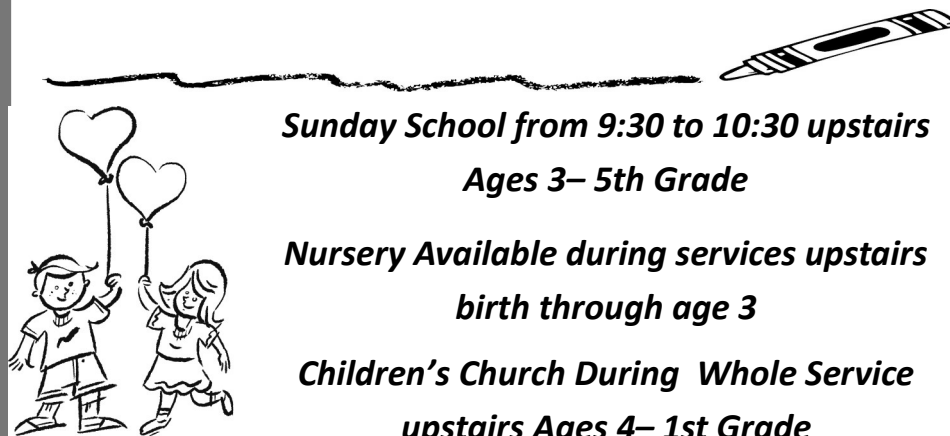 Sunday School from 9:30 to 10:30 upstairs
Ages 3– 5th Grade
Nursery Available during services upstairs
birth through age 3
Children’s Church During  Whole Service
upstairs Ages 4– 1st Grade